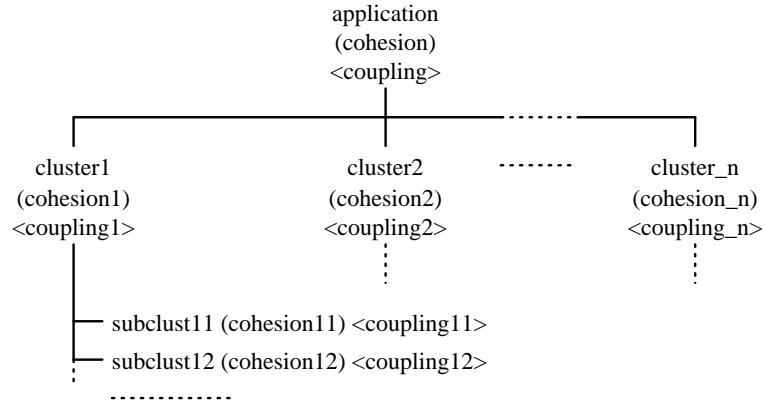 application
(cohesion)
<coupling>
cluster1
(cohesion1)
<coupling1>
cluster2
(cohesion2)
<coupling2>
cluster_n
(cohesion_n)
<coupling_n>
subclust11 (cohesion11) <coupling11>
subclust12 (cohesion12) <coupling12>